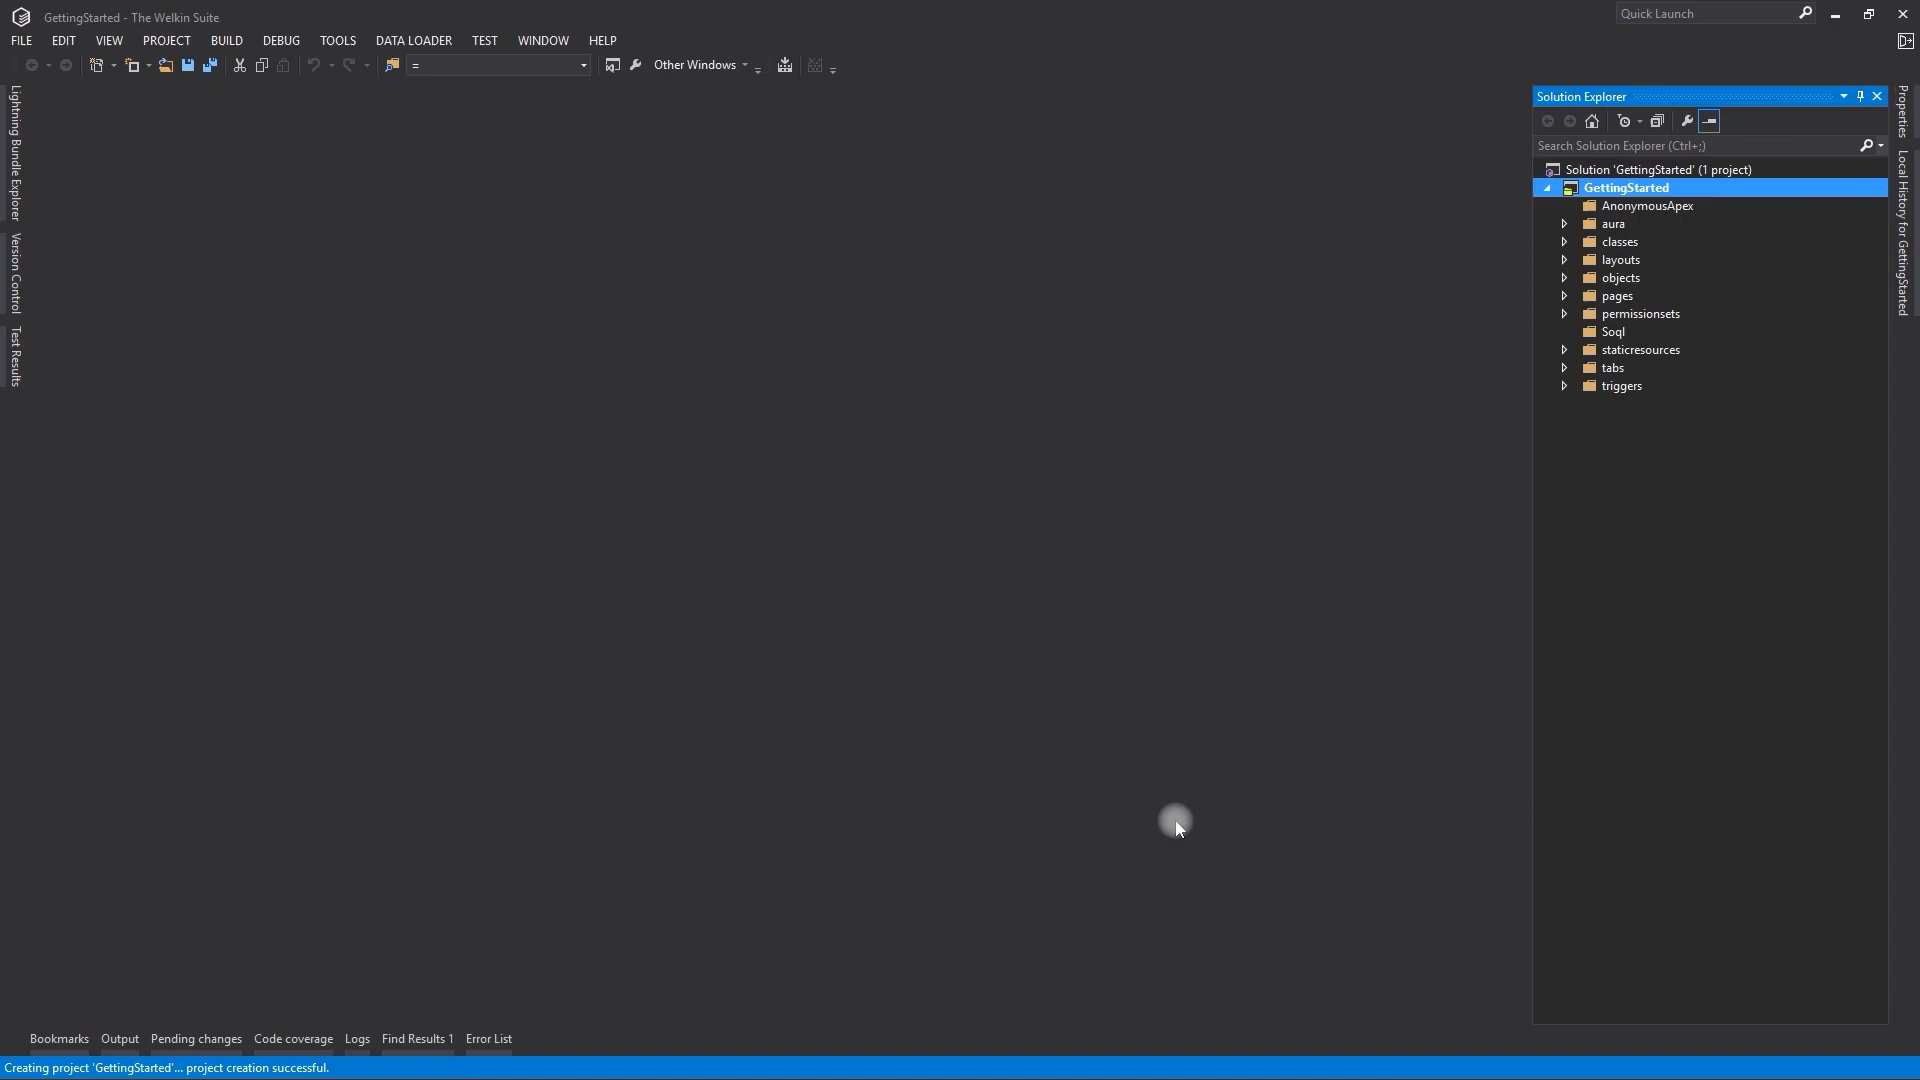 GettingStarted - The Welkin Suite
Quick Launch
FILE EDIT VIEW PROJECT BUILD DEBUG TOOLS DATA LOADER TEST WINDOW HELP
= Other Windows
Lightning Bundle Explorer
Version Control
Test Results
Solution Explorer
Search Solution Explorer (Ctrl+;)
Solution 'GettingStarted' (1 project)
GettingStarted
AnonymousApex
aura
classes
layouts
objects
pages
permissionsets
Soql
staticresources
tabs
triggers
Properties
Local History for GettingStarted
Bookmarks Output Pending changes Code coverage Logs Find Results 1 Error List
Creating project 'GettingStarted'... project creation successful.